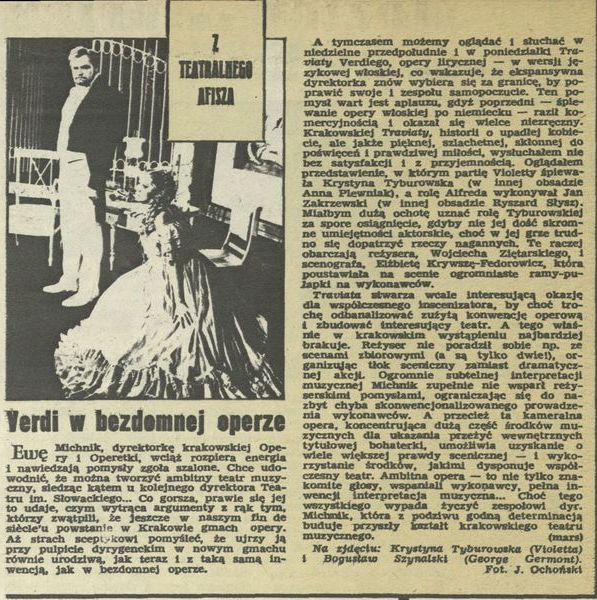 Z
TEATRALNEGO
AFISZA
Verdi w bezdomnej operze
Ewę Michnik, dyrektorkę krakowskiej Ope-
ry i Operetki, wciąż rozpiera energia
i nawiedzają pomysły zgoła szalone. Chce udo-
wodnić, że można tworzyć ambitny teatr muzy-
czny, siedząc kątem u kolejnego dyrektora Tea-
tru im. Słowackiego... Co gorsza, prawie się jej
to udaje, czym wytrąca argumenty z rąk tym,
którzy zwątpili, że jeszcze w naszym fin de
siècle'u powstanie w Krakowie gmach opery.
Aż strach sceptykowi pomyśleć, że ujrzy ją
przy pulpicie dyrygenckim w nowym gmachu
równie urodziwą, jak teraz i z taką samą in-
wencją, jak w bezdomnej operze.
A tymczasem możemy oglądać i słuchać w
niedzielne przedpołudnie i w poniedziałki Tra-
viaty Verdiego, opery lirycznej — w wersji ję-
zykowej włoskiej, co wskazuje, że ekspansywna
dyrektorka znów wybiera się za granicę, by po-
prawić swoje i zespołu samopoczucie. Ten po-
mysł wart jest aplauzu, gdyż poprzedni — śpie-
wanie opery włoskiej po niemiecku — raził ko-
mercyjnością i okazał się wielce niezręczny.
Krakowskiej Traviaty, historii o upadłej kobie-
cie, ale jakże pięknej, szlachetnej, skłonnej do
poświęceń i prawdziwej miłości, wysłuchałem nie
bez satysfakcji i z przyjemnością. Oglądałem
przedstawienie, w którym partię Violetty śpiewa-
ła Krystyna Tyburowska (w innej obsadzie
Anna Plewniak), a rolę Alfreda wykonywał Jan
Zakrzewski (w innej obsadzie Ryszard Słysz).
Miałbym dużą ochotę uznać rolę Tyburowskiej
za spore osiągnięcie, gdyby nie jej dość skrom-
ne umiejętności aktorskie, choć w jej grze trud-
no się dopatrzyć rzeczy nagannych. Te raczej
obarczają reżysera, Wojciecha Ziętarskiego, i
scenografa, Elżbietę Krywszę-Fedorowicz, która
poustawiała na scenie ogromniaste ramy-pu-
łapki na wykonawców.
Traviata stwarza wcale interesującą okazję
dla współczesnego inscenizatora, by choć tro-
chę odbanalizować zużytą konwencję operową
i zbudować interesujący teatr. A tego właś-
nie w krakowskim wystąpieniu najbardziej
brakuje. Reżyser nie poradził sobie np. ze
scenami zbiorowymi (a są tylko dwie!), or-
ganizując tłok sceniczny zamiast dramatycz-
nej akcji. Ogromnie subtelnej interpretacji
muzycznej Michnik zupełnie nie wsparł reży-
serskimi pomysłami, ograniczając się do na-
zbyt chyba skonwencjonalizowanego prowadze-
nia wykonawców. A przecież ta kameralna
opera, koncentrująca dużą część środków mu-
zycznych dla ukazania przeżyć wewnętrznych
tytułowej bohaterki, umożliwia uzyskanie o
wiele większej prawdy scenicznej — i wyko-
rzystanie środków, jakimi dysponuje współ-
czesny teatr. Ambitna opera — to nie tylko zna-
komite głosy, wspaniali wykonawcy, pełna in-
wencji interpretacja muzyczna... Choć tego
wszystkiego wypada życzyć zespołowi dyr.
Michnik, która z podziwu godną determinacją
buduje przyszły kształt krakowskiego teatru
muzycznego. (mars)
Na zdjęciu: Krystyna Tyburowska (Violetta)
i Bogusław Szynalski (George Germont).
Fot. J. Ochoński